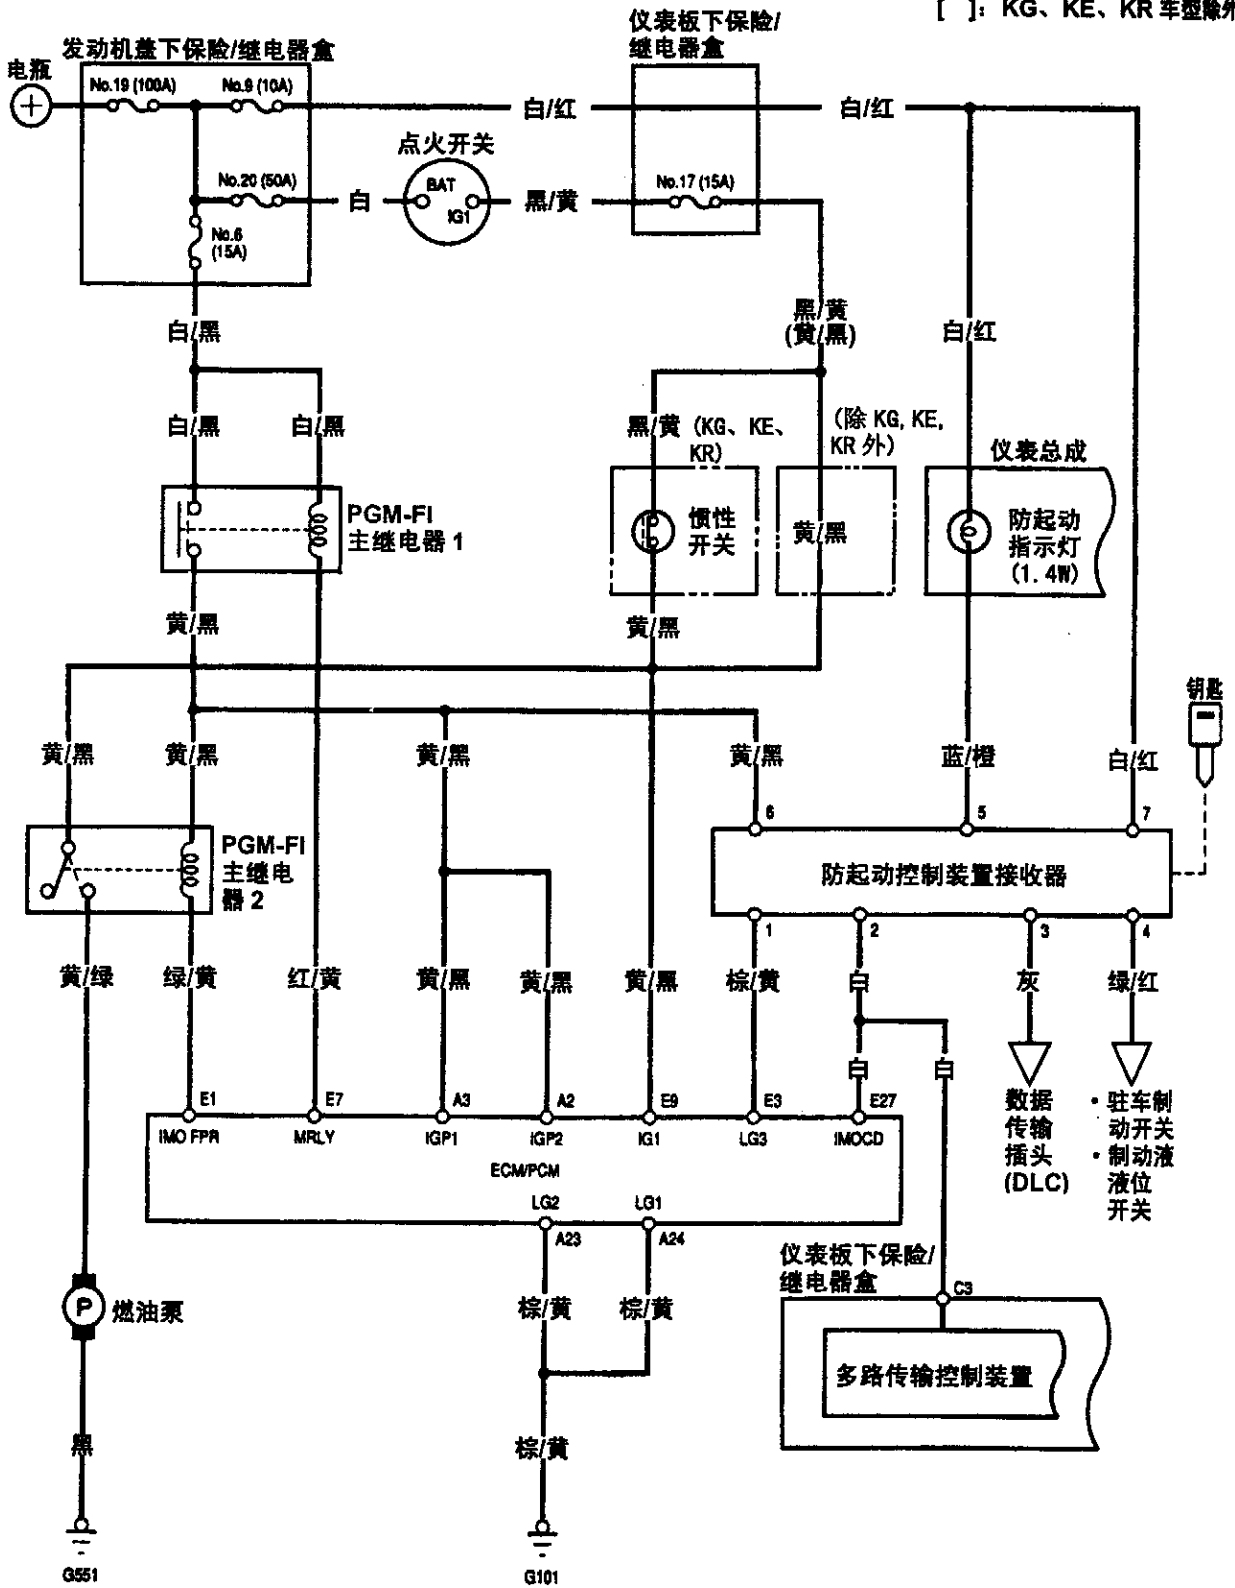 [ ]：KG、KE、KR 车型除外
仪表板下保险/
继电器盒
发动机盖下保险/继电器盒
电瓶
No.19 (100A)
No.9 (10A)
白/红
白/红
点火开关
BAT
IG1
No.20 (50A)
白
黑/黄
No.17 (15A)
No.6
(15A)
白/黑
黑/黄
(黄/黑)
白/红
白/黑
白/黑
黑/黄
(KG、KE、
KR)
(除 KG, KE,
KR 外)
仪表总成
PGM-FI
主继电器 1
惯性
开关
黄/黑
防起动
指示灯
(1.4W)
黄/黑
黄/黑
钥匙
黄/黑
黄/黑
黄/黑
黄/黑
蓝/橙
白/红
6
5
7
PGM-FI
主继电
器 2
防起动控制装置接收器
1
2
3
4
黄/绿
绿/黄
红/黄
黄/黑
黄/黑
黄/黑
棕/黄
白
灰
绿/红
白
白
E1
E7
A3
A2
E9
E3
E27
IMO FPR
MRLY
IGP1
IGP2
IG1
LG3
IMOCD
ECM/PCM
LG2
LG1
A23
A24
数据
传输
插头
(DLC)
・驻车制
动开关
・制动液
液位
开关
仪表板下保险/
继电器盒
C3
多路传输控制装置
P
燃油泵
棕/黄
棕/黄
黑
棕/黄
G551
G101